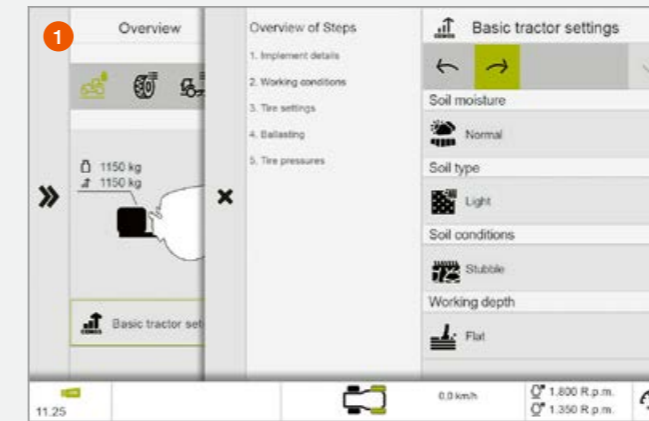 1
Overview
1150 kg
1150 kg
Basic tractor set
Overview of Steps
1. Implement details
2. Working conditions
3. Tire settings
4. Ballasting
5. Tire pressures
Basic tractor settings
Soil moisture
Normal
Soil type
Light
Soil conditions
Stubble
Working depth
Flat
11.25
0,0 km/h
1.800 R.p.m.
1.350 R.p.m.